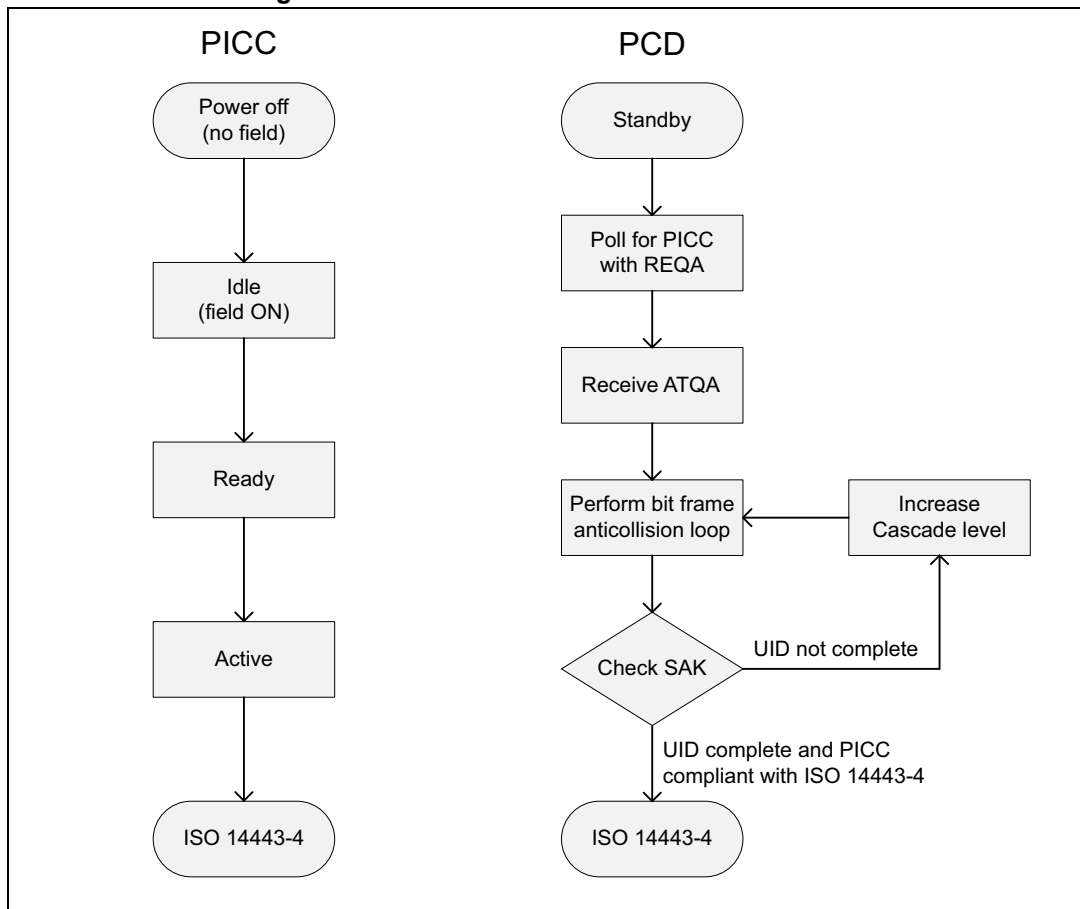 PICC
Power off
(no field)
Idle
(field ON)
Ready
Active
ISO 14443-4
PCD
Standby
Poll for PICC
with REQA
Receive ATQA
Perform bit frame
anticollision loop
Increase
Cascade level
Check SAK
UID not complete
UID complete and PICC
compliant with ISO 14443-4
ISO 14443-4